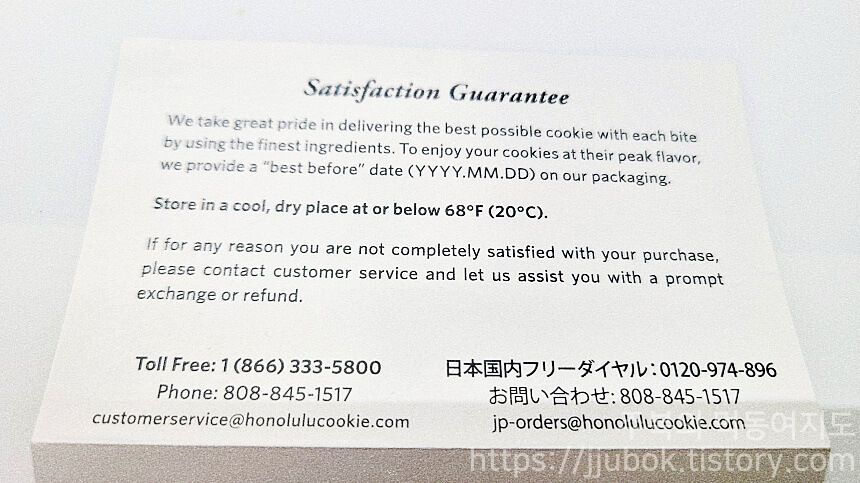 Satisfaction Guarantee
We take great pride in delivering the best possible cookie with each bite
by using the finest ingredients. To enjoy your cookies at their peak flavor,
we provide a "best before" date (YYYY.MM.DD) on our packaging.
Store in a cool, dry place at or below 68°F (20°C).
If for any reason you are not completely satisfied with your purchase,
please contact customer service and let us assist you with a prompt
exchange or refund.
Toll Free: 1 (866) 333-5800
Phone: 808-845-1517
customerservice@honolulucookie.com
日本国内フリーダイヤル：0120-974-896
お問い合わせ: 808-845-1517
jp-orders@honolulucookie.com
https://jjubok.tistory.com